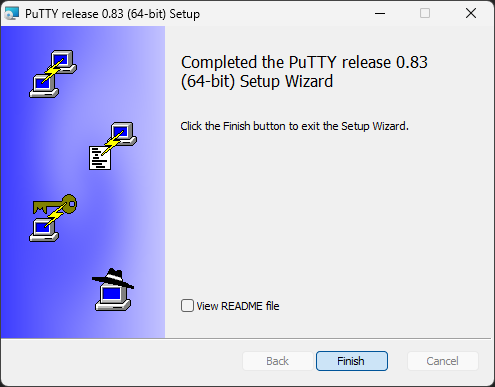 PuTTY release 0.83 (64-bit) Setup
Completed the PuTTY release 0.83
(64-bit) Setup Wizard
Click the Finish button to exit the Setup Wizard.
View README file
Back
Finish
Cancel